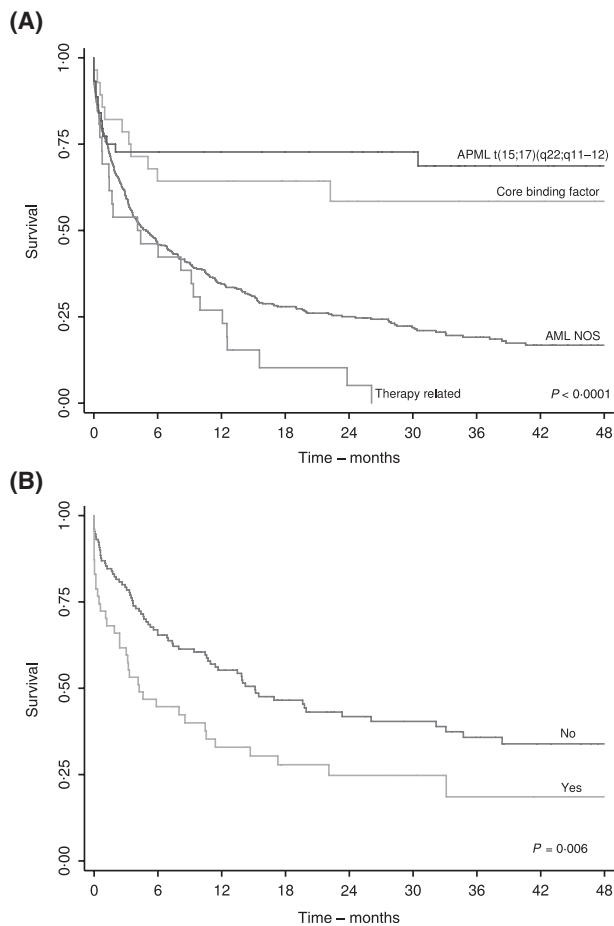 (A)
1·00
0·75
0·50
0·25
0·00
Survival
APML t(15;17)(q22;q11–12)
Core binding factor
AML NOS
Therapy related
P < 0·0001
0 6 12 18 24 30 36 42 48
Time – months
(B)
1·00
0·75
0·50
0·25
0·00
Survival
No
Yes
P = 0·006
0 6 12 18 24 30 36 42 48
Time – months